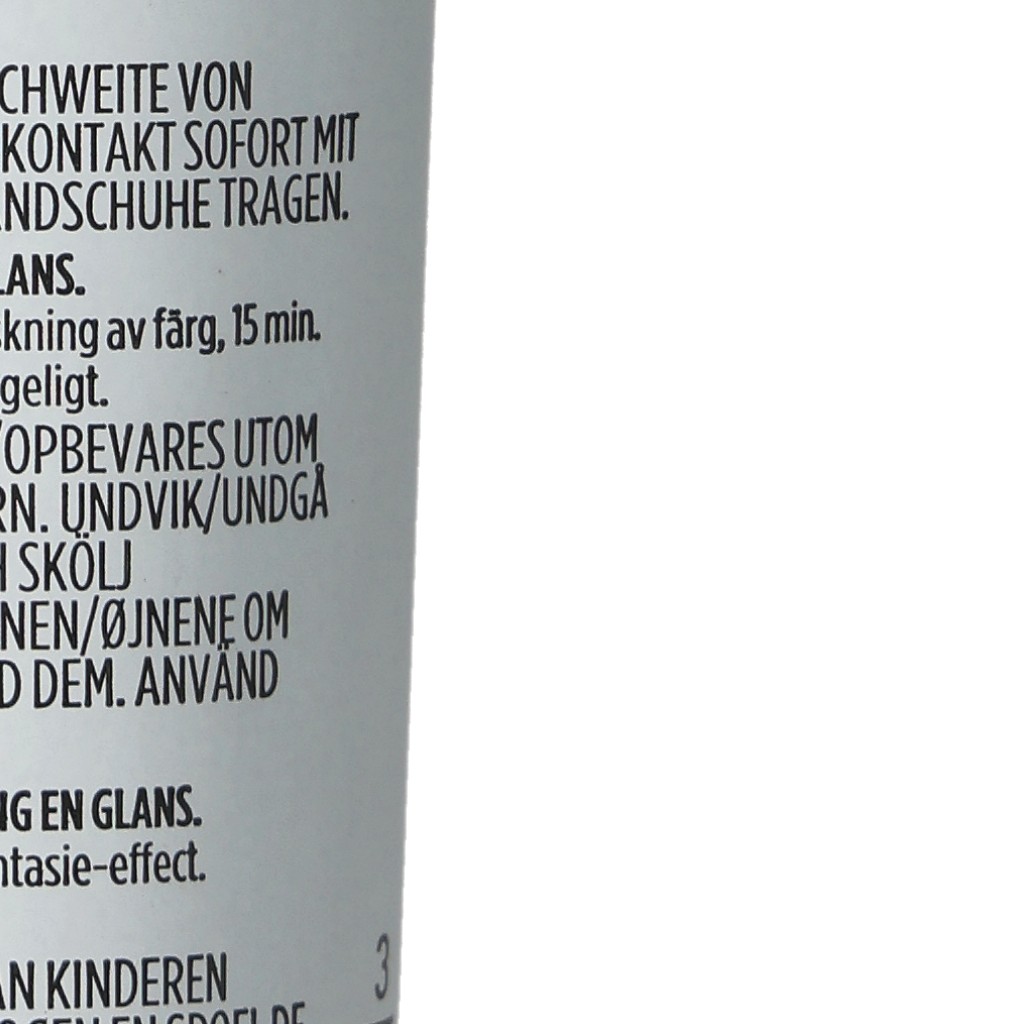 CHWEITE VON
KONTAKT SOFORT MIT
NDSCHUHE TRAGEN.
LANS.
kning av färg, 15 min.
geligt.
/OPBEVARES UTOM
RN. UNDVIK/UNDGÅ
SKÖLJ
NEN/ØJNENE OM
D DEM. ANVÄND
NG EN GLANS.
ntasie-effect.
AN KINDEREN
3